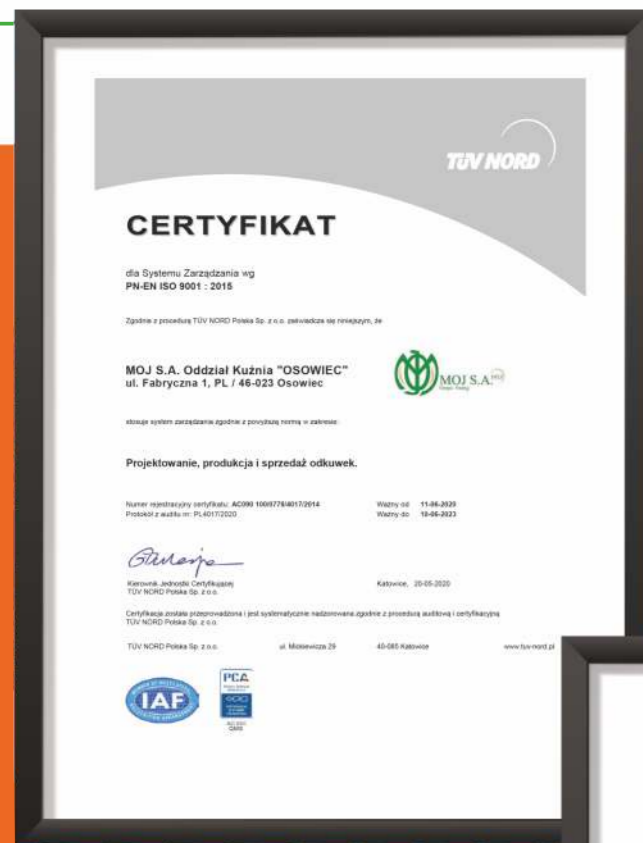 TÜV NORD
CERTYFIKAT
dla Systemu Zarządzania wg
PN-EN ISO 9001 : 2015
Zgodnie z procedurą TÜV NORD Polska Sp. z o.o. zaświadcza się niniejszym, że
MOJ S.A. Oddział Kuźnia "OSOWIEC"
ul. Fabryczna 1, PL / 46-023 Osowiec
MOJ S.A.
stosuje system zarządzania zgodnie z powyższą normą w zakresie:
Projektowanie, produkcja i sprzedaż odkuwek.
Numer rejestracyjny certyfikatu: AC090 100/9778/4017/2014
Ważny od 11-06-2020
Protokół z auditu nr: PL4017/2020
Ważny do 10-06-2023
Kierownik Jednostki Certyfikującej
TÜV NORD Polska Sp. z o.o.
Katowice, 20-05-2020
Certyfikacja została przeprowadzona i jest systematycznie nadzorowana zgodnie z procedurą auditową i certyfikacyjną
TÜV NORD Polska Sp. z o.o.
TÜV NORD Polska Sp. z o.o. ul. Mickiewicza 29 40-085 Katowice www.tuv-nord.pl
IAF
PCA